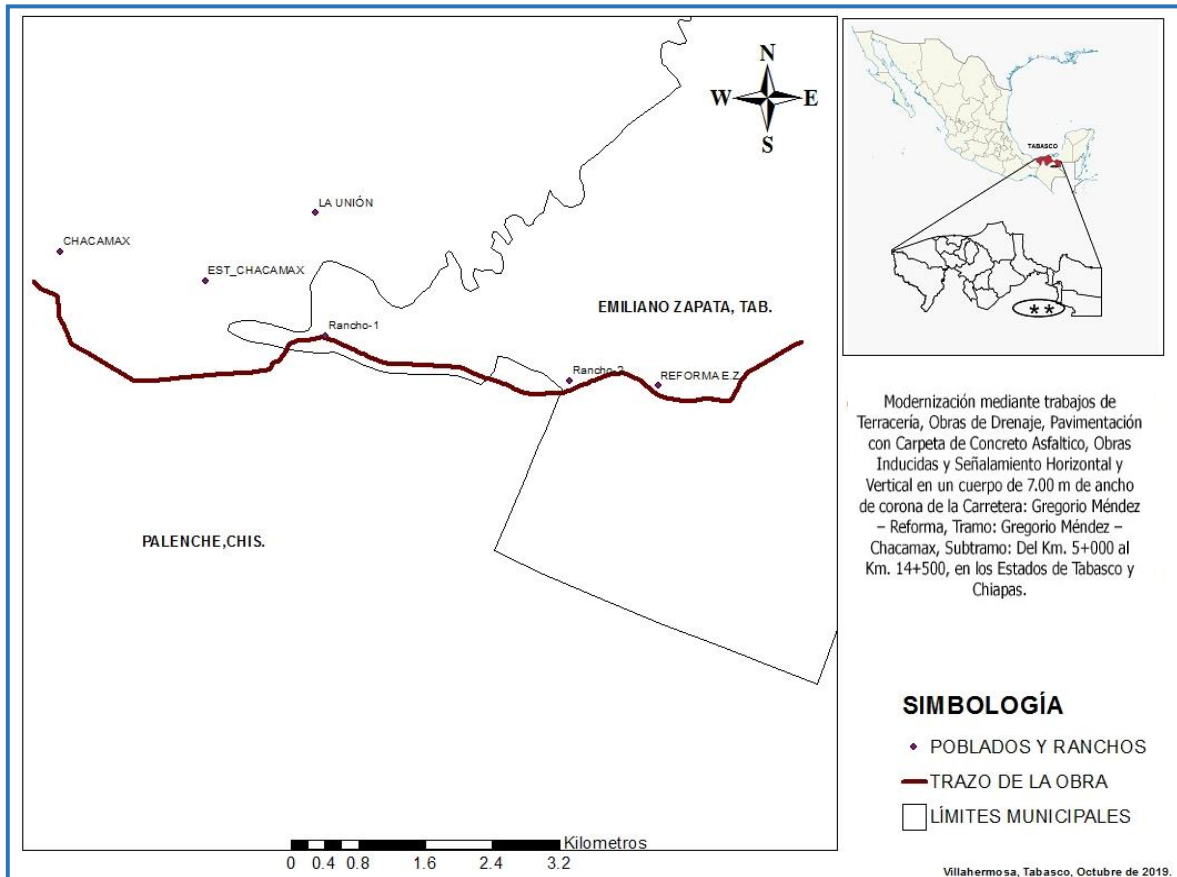 N
W E
S
TABASCO
LA UNIÓN
CHACAMAX
EST_CHACAMAX
EMILIANO ZAPATA, TAB.
Rancho-1
Rancho-2
REFORMA E.Z.
PALENCHE,CHIS.
**
Modernización mediante trabajos de
Terracería, Obras de Drenaje, Pavimentación
con Carpeta de Concreto Asfaltico, Obras
Inducidas y Señalamiento Horizontal y
Vertical en un cuerpo de 7.00 m de ancho
de corona de la Carretera: Gregorio Méndez
– Reforma, Tramo: Gregorio Méndez –
Chacamax, Subtramo: Del Km. 5+000 al
Km. 14+500, en los Estados de Tabasco y
Chiapas.
SIMBOLOGÍA
POBLADOS Y RANCHOS
TRAZO DE LA OBRA
LÍMITES MUNICIPALES
Kilometros
0 0.4 0.8 1.6 2.4 3.2
Villahermosa, Tabasco, Octubre de 2019.